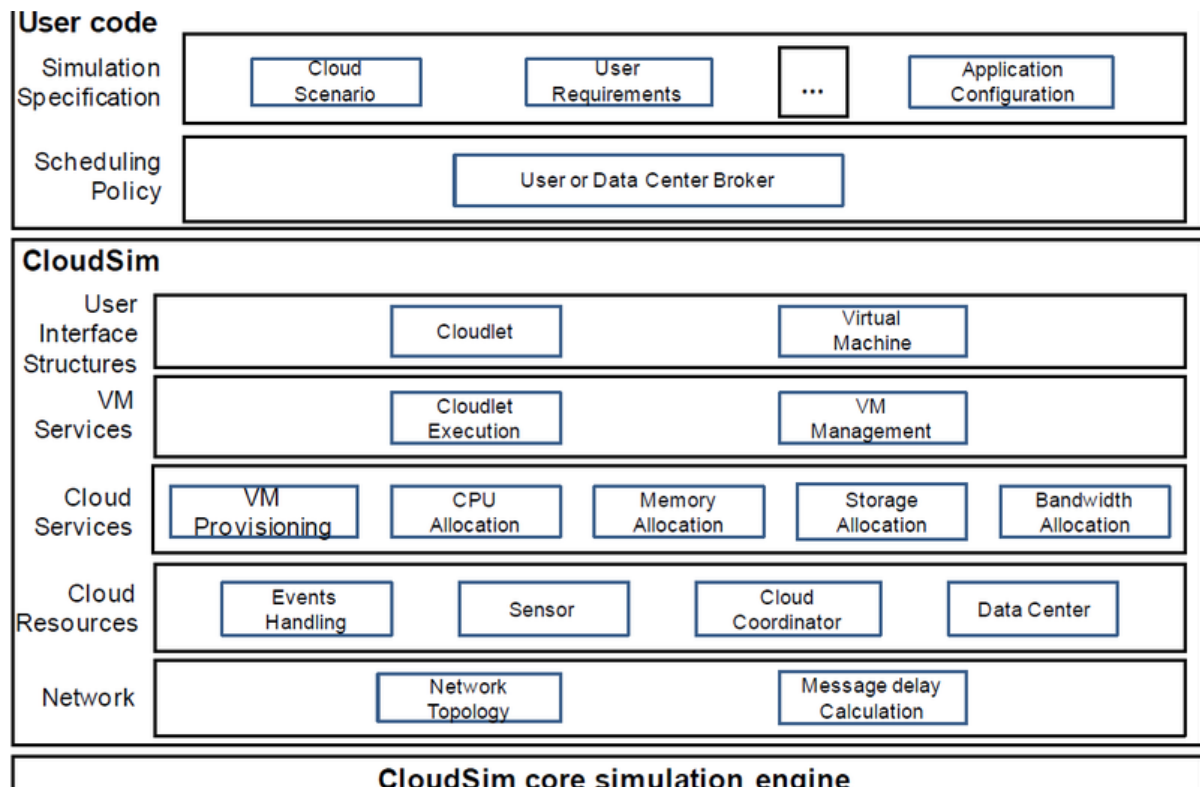 User code
Simulation
Specification
Cloud
Scenario
User
Requirements
...
Application
Configuration
Scheduling
Policy
User or Data Center Broker
CloudSim
User
Interface
Structures
Cloudlet
Virtual
Machine
VM
Services
Cloudlet
Execution
VM
Management
Cloud
Services
VM
Provisioning
CPU
Allocation
Memory
Allocation
Storage
Allocation
Bandwidth
Allocation
Cloud
Resources
Events
Handling
Sensor
Cloud
Coordinator
Data Center
Network
Network
Topology
Message delay
Calculation
CloudSim core simulation engine